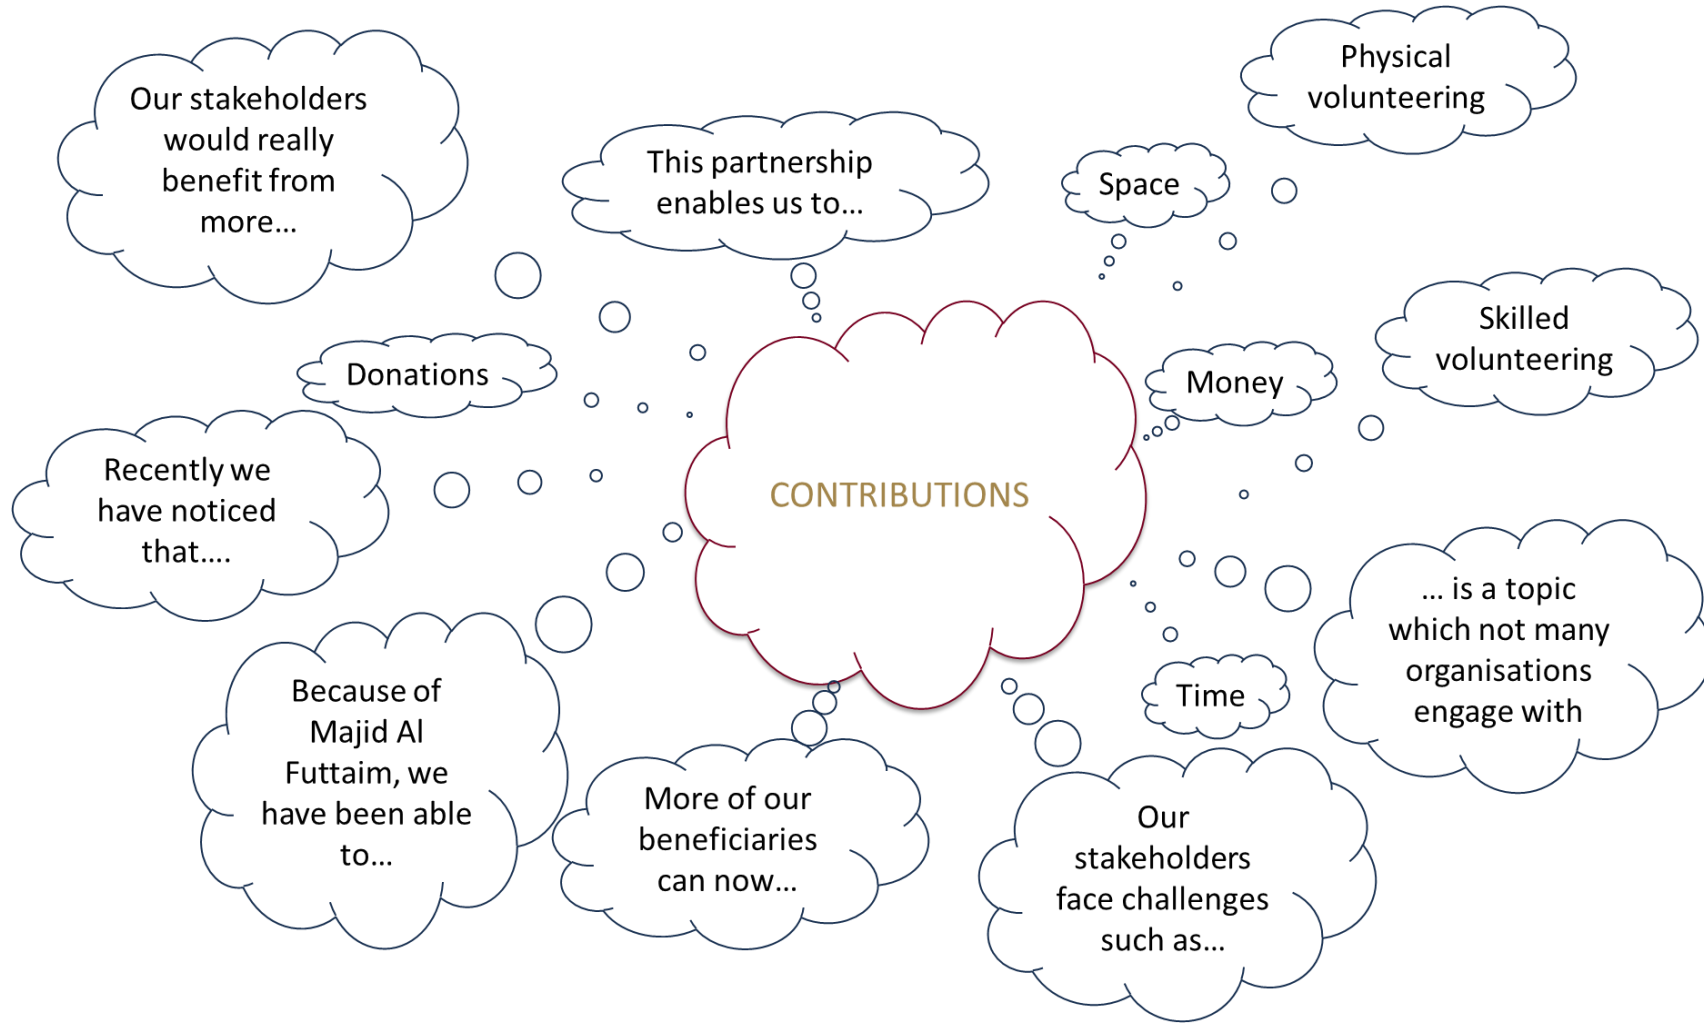 Physical
volunteering
Our stakeholders
would really
benefit from
more...
This partnership
enables us to...
Space
Skilled
volunteering
Donations
Money
Recently we
have noticed
that....
CONTRIBUTIONS
... is a topic
which not many
organisations
engage with
Because of
Majid Al
Futtaim, we
have been able
to...
Time
More of our
beneficiaries
can now...
Our
stakeholders
face challenges
such as...